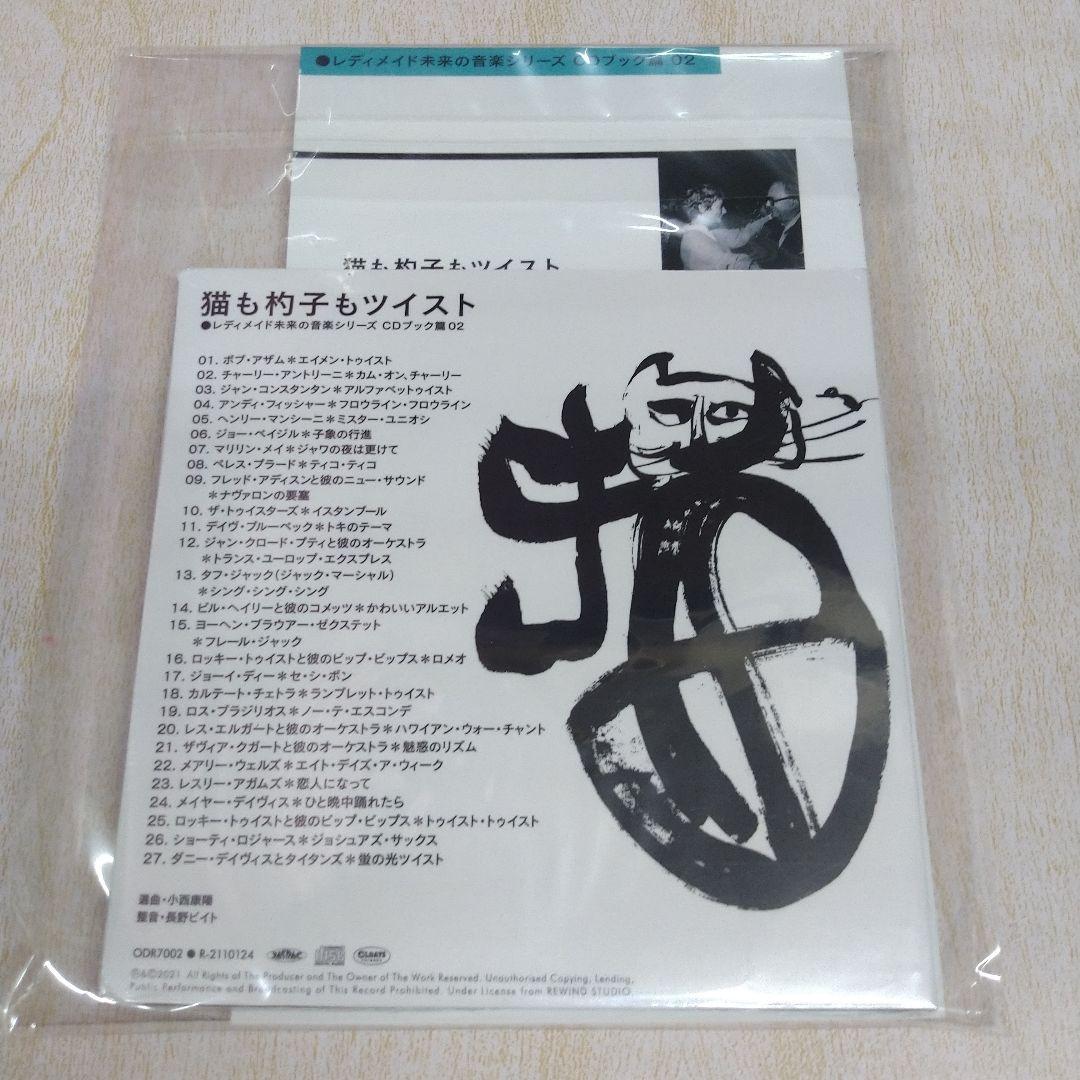 ●レディメイド未来の音楽シリーズ CDブック篇 02
猫も杓子もツイスト
猫も杓子もツイスト
●レディメイド未来の音楽シリーズ CDブック篇02
01. ボブ・アザム＊エイメン・トゥイスト
02. チャーリー・アントリーニ＊カム・オン、チャーリー
03. ジャン・コンスタンタン＊アルファベットゥイスト
04. アンディ・フィッシャー＊フロウライン・フロウライン
05. ヘンリー・マンシーニ＊ミスター・ユニオシ
06. ジョー・ベイジル＊子象の行進
07. マリリン・メイ＊ジャワの夜は更けて
08. ペレス・プラード＊ティコ・ティコ
09. フレッド・アディスンと彼のニュー・サウンド
＊ナヴァロンの要塞
10. ザ・トゥイスターズ＊イスタンブール
11. デイヴ・ブルーベック＊トキのテーマ
12. ジャン・クロード・プティと彼のオーケストラ
＊トランス・ユーロップ・エクスプレス
13. タフ・ジャック（ジャック・マーシャル）
＊シング・シング・シング
14. ビル・ヘイリーと彼のコメッツ＊かわいいアルエット
15. ヨーヘン・ブラウアー・ゼクステット
＊フレール・ジャック
16. ロッキー・トゥイストと彼のビップ・ビップス＊ロメオ
17. ジョーイ・ディー＊セ・シ・ボン
18. カルテート・チェトラ＊ランブレット・トゥイスト
19. ロス・ブラジリオス＊ノー・テ・エスコンデ
20. レス・エルガートと彼のオーケストラ＊ハワイアン・ウォー・チャント
21. ザヴィア・クガートと彼のオーケストラ＊魅惑のリズム
22. メアリー・ウェルズ＊エイト・デイズ・ア・ウィーク
23. レスリー・アガムズ＊恋人になって
24. メイヤー・デイヴィス＊ひと晩中踊れたら
25. ロッキー・トゥイストと彼のビップ・ビップス＊トゥイスト・トゥイスト
26. ショーティ・ロジャース＊ジョシュアズ・サックス
27. ダニー・デイヴィスとタイタンズ＊蛍の光ツイスト
選曲・小西康陽
整音・長野ビイト
ODR7002 ● R-2110124
Ⓟ&©2021 All Rights of The Producer and The Owner of The Work Reserved. Unauthorised Copying, Lending,
Public Performance and Broadcasting of This Record Prohibited. Under License from REWIND STUDIO.